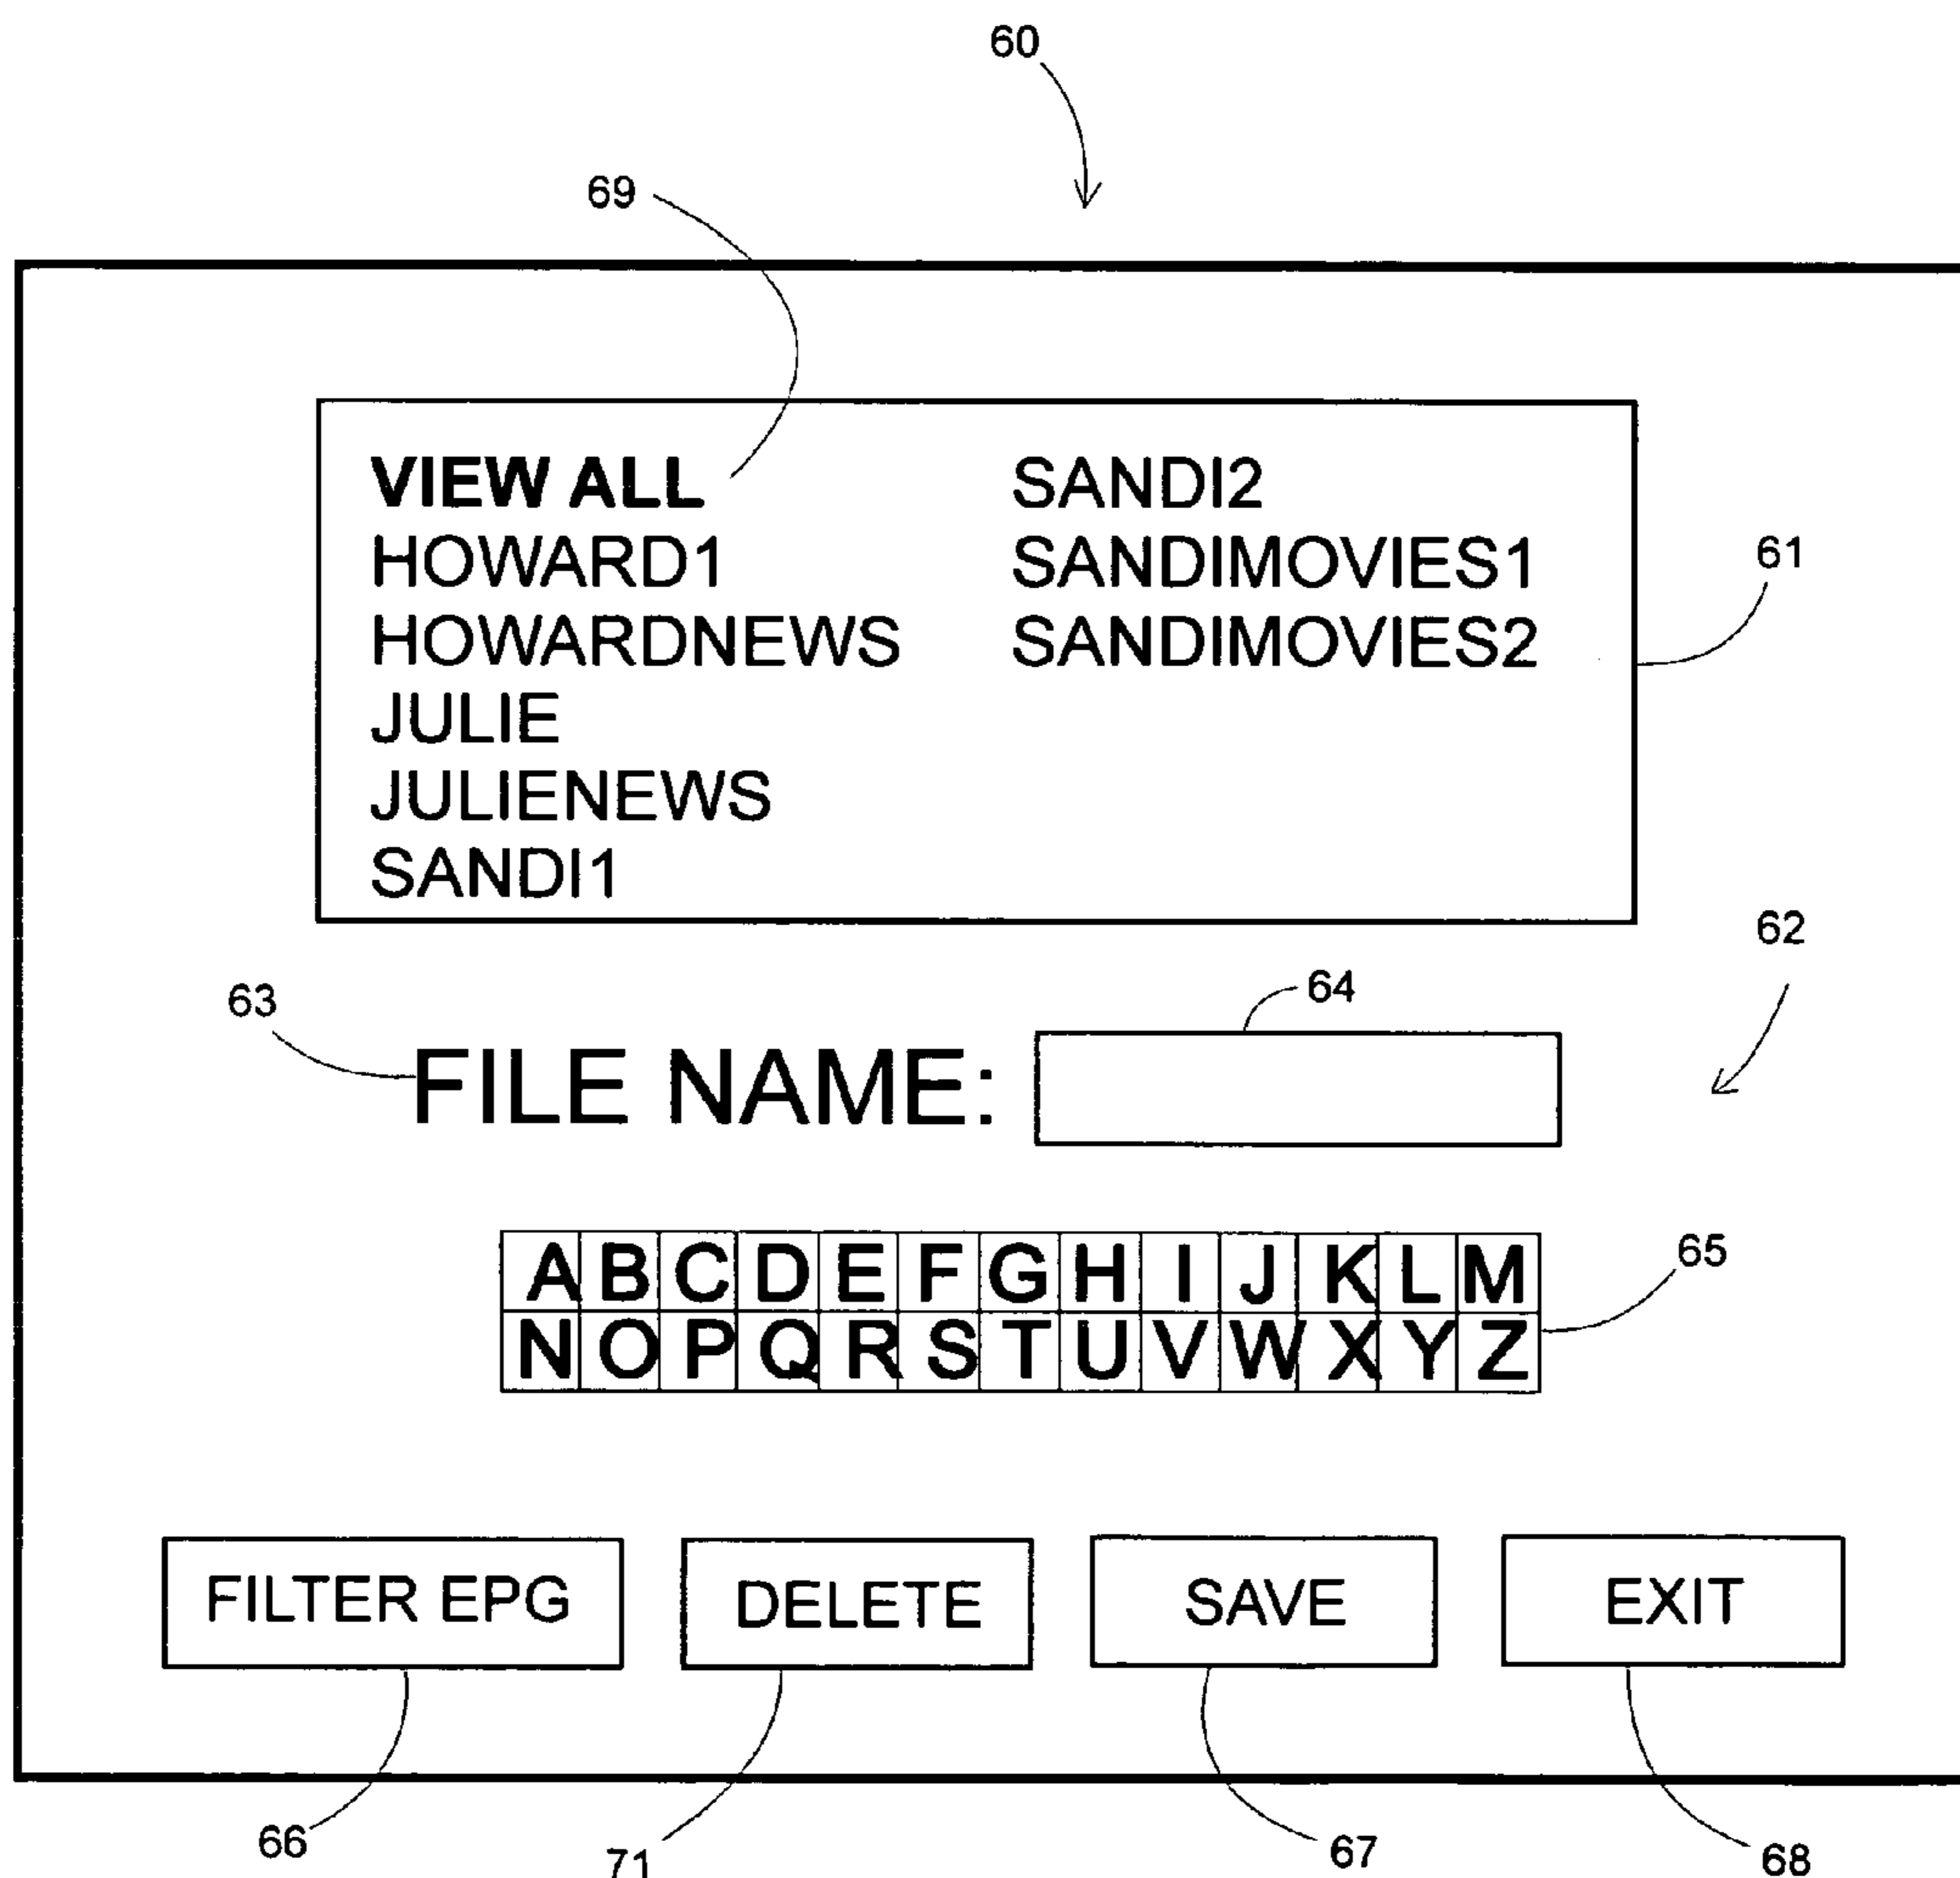 60
69
VIEW ALL SANDI2
HOWARD1 SANDIMOVIES1
61
HOWARDNEWS SANDIMOVIES2
JULIE
JULIENEWS
SANDI1
62
63
64
FILE NAME:
A B C D E F G H I J K L M
65
N O P Q R S T U V W X Y Z
FILTER EPG DELETE SAVE EXIT
66 71 67 68